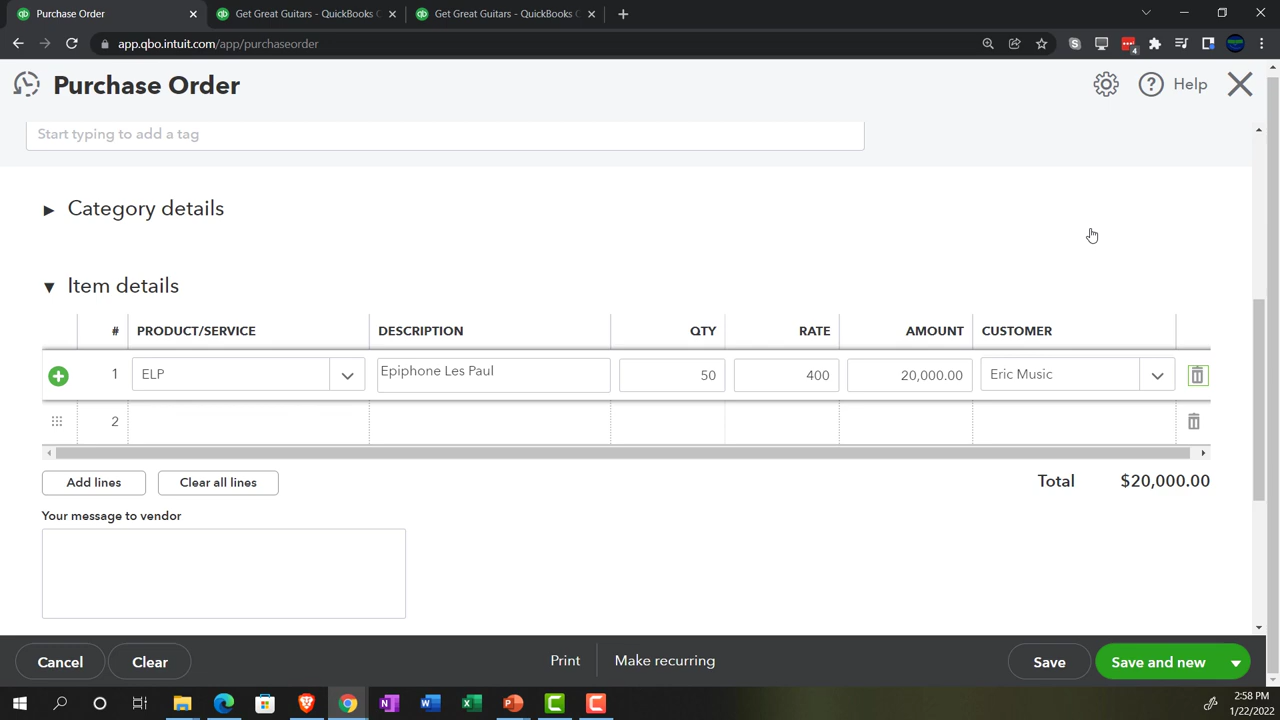 Purchase Order
Get Great Guitars - QuickBooks
Get Great Guitars - QuickBooks
app.qbo.intuit.com/app/purchaseorder
4
Purchase Order
Help
Start typing to add a tag
Category details
Item details
# PRODUCT/SERVICE DESCRIPTION QTY RATE AMOUNT CUSTOMER
1 ELP Epiphone Les Paul 50 400 20,000.00 Eric Music
2
Add lines Clear all lines Total $20,000.00
Your message to vendor
Cancel Clear Print Make recurring Save Save and new
2:58 PM
1/22/2022